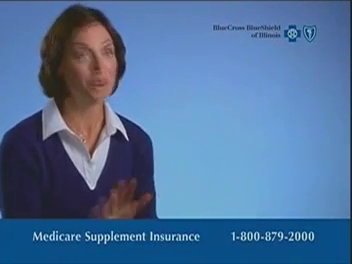 BlueCross BlueShield
of Illinois
Medicare Supplement Insurance 1-800-879-2000